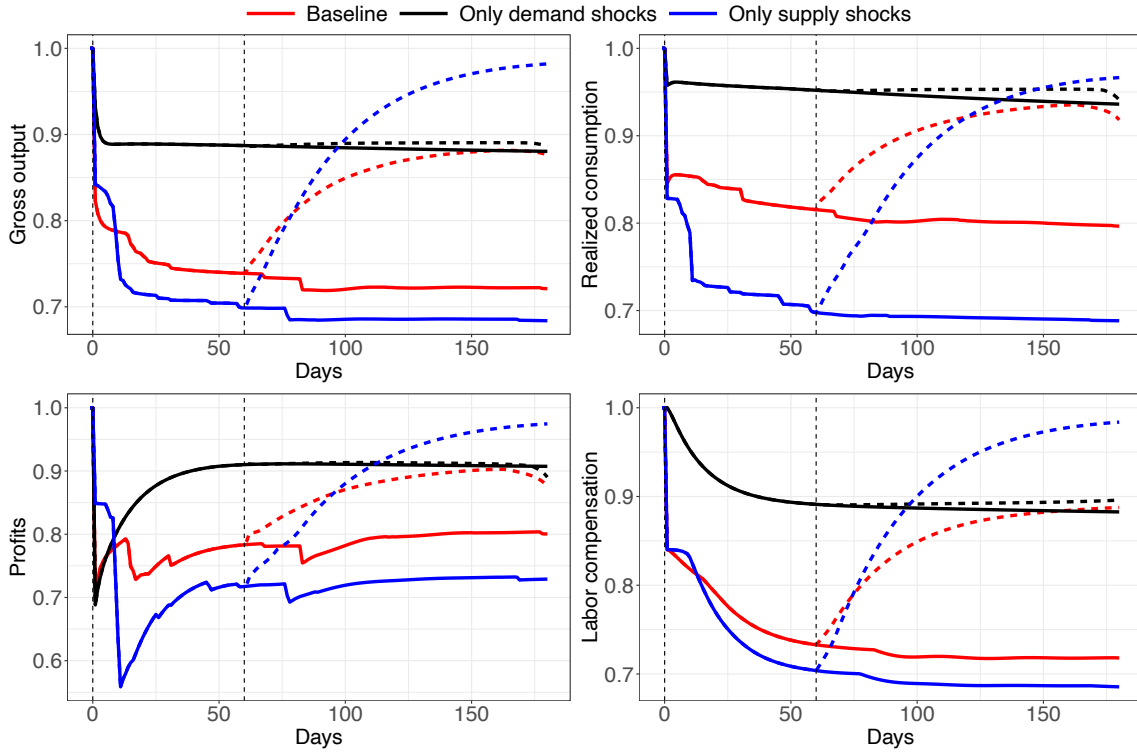 Baseline Only demand shocks Only supply shocks
Gross output
1.0
0.9
0.8
0.7
0 50 100 150
Days
Realized consumption
1.0
0.9
0.8
0.7
0 50 100 150
Days
Profits
1.0
0.9
0.8
0.7
0.6
0 50 100 150
Days
Labor compensation
1.0
0.9
0.8
0.7
0 50 100 150
Days